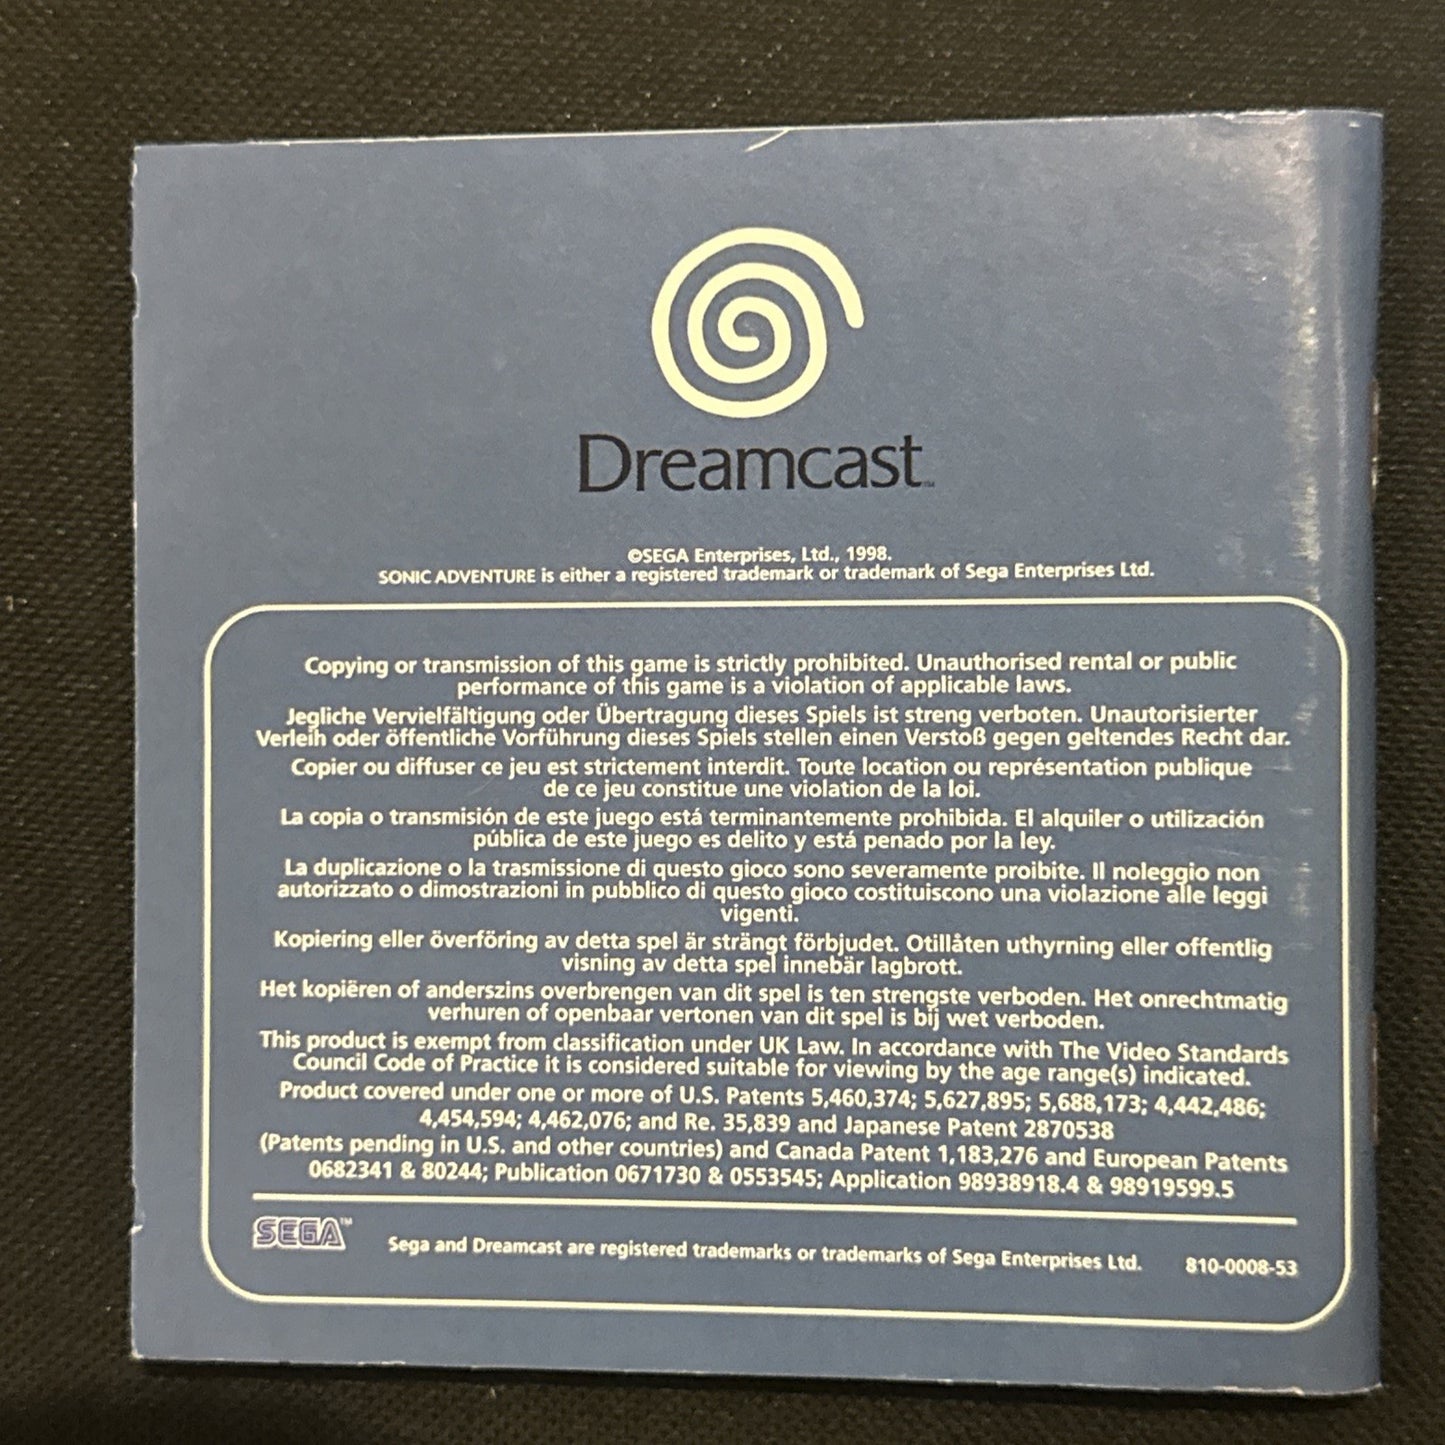 Dreamcast™
©SEGA Enterprises, Ltd., 1998.
SONIC ADVENTURE is either a registered trademark or trademark of Sega Enterprises Ltd.
Copying or transmission of this game is strictly prohibited. Unauthorised rental or public
performance of this game is a violation of applicable laws.
Jegliche Vervielfältigung oder Übertragung dieses Spiels ist streng verboten. Unautorisierter
Verleih oder öffentliche Vorführung dieses Spiels stellen einen Verstoß gegen geltendes Recht dar.
Copier ou diffuser ce jeu est strictement interdit. Toute location ou représentation publique
de ce jeu constitue une violation de la loi.
La copia o transmisión de este juego está terminantemente prohibida. El alquiler o utilización
pública de este juego es delito y está penado por la ley.
La duplicazione o la trasmissione di questo gioco sono severamente proibite. Il noleggio non
autorizzato o dimostrazioni in pubblico di questo gioco costituiscono una violazione alle leggi
vigenti.
Kopiering eller överföring av detta spel är strängt förbjudet. Otillåten uthyrning eller offentlig
visning av detta spel innebär lagbrott.
Het kopiëren of anderszins overbrengen van dit spel is ten strengste verboden. Het onrechtmatig
verhuren of openbaar vertonen van dit spel is bij wet verboden.
This product is exempt from classification under UK Law. In accordance with The Video Standards
Council Code of Practice it is considered suitable for viewing by the age range(s) indicated.
Product covered under one or more of U.S. Patents 5,460,374; 5,627,895; 5,688,173; 4,442,486;
4,454,594; 4,462,076; and Re. 35,839 and Japanese Patent 2870538
(Patents pending in U.S. and other countries) and Canada Patent 1,183,276 and European Patents
0682341 & 80244; Publication 0671730 & 0553545; Application 98938918.4 & 98919599.5
SEGA™ Sega and Dreamcast are registered trademarks or trademarks of Sega Enterprises Ltd. 810-0008-53